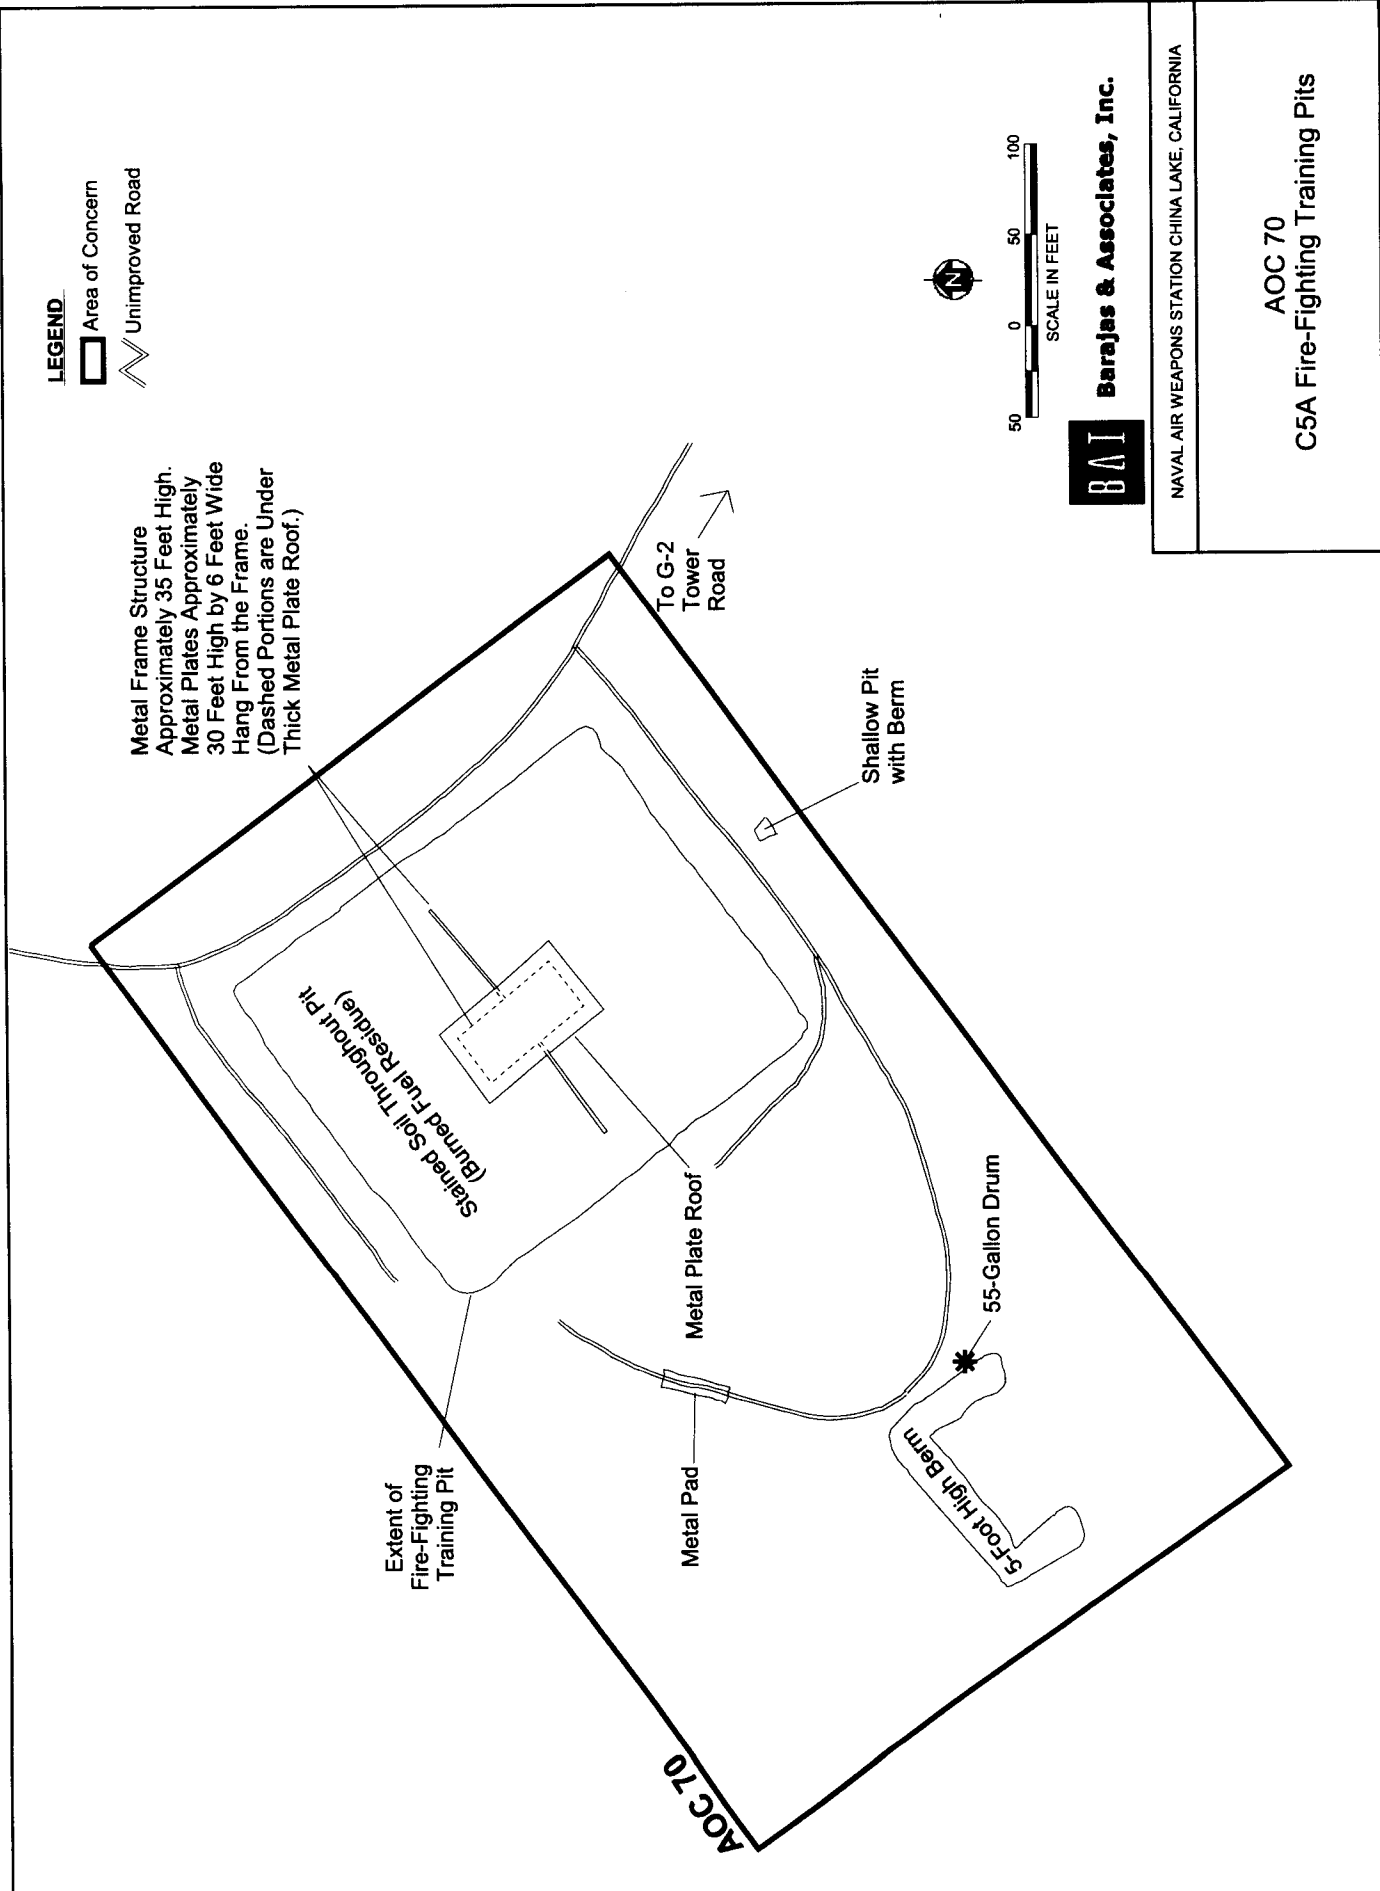 LEGEND
Area of Concern
Unimproved Road
Metal Frame Structure
Approximately 35 Feet High.
Metal Plates Approximately
30 Feet High by 6 Feet Wide
Hang From the Frame.
(Dashed Portions are Under
Thick Metal Plate Roof.)
To G-2
Tower
Road
Stained Soil Throughout Pit
(Burned Fuel Residue)
Shallow Pit
with Berm
Extent of
Fire-Fighting
Training Pit
Metal Plate Roof
Metal Pad
55-Gallon Drum
5-Foot High Berm
AOC 70
N
50 0 50 100
SCALE IN FEET
BAI
Barajas & Associates, Inc.
NAVAL AIR WEAPONS STATION CHINA LAKE, CALIFORNIA
AOC 70
C5A Fire-Fighting Training Pits